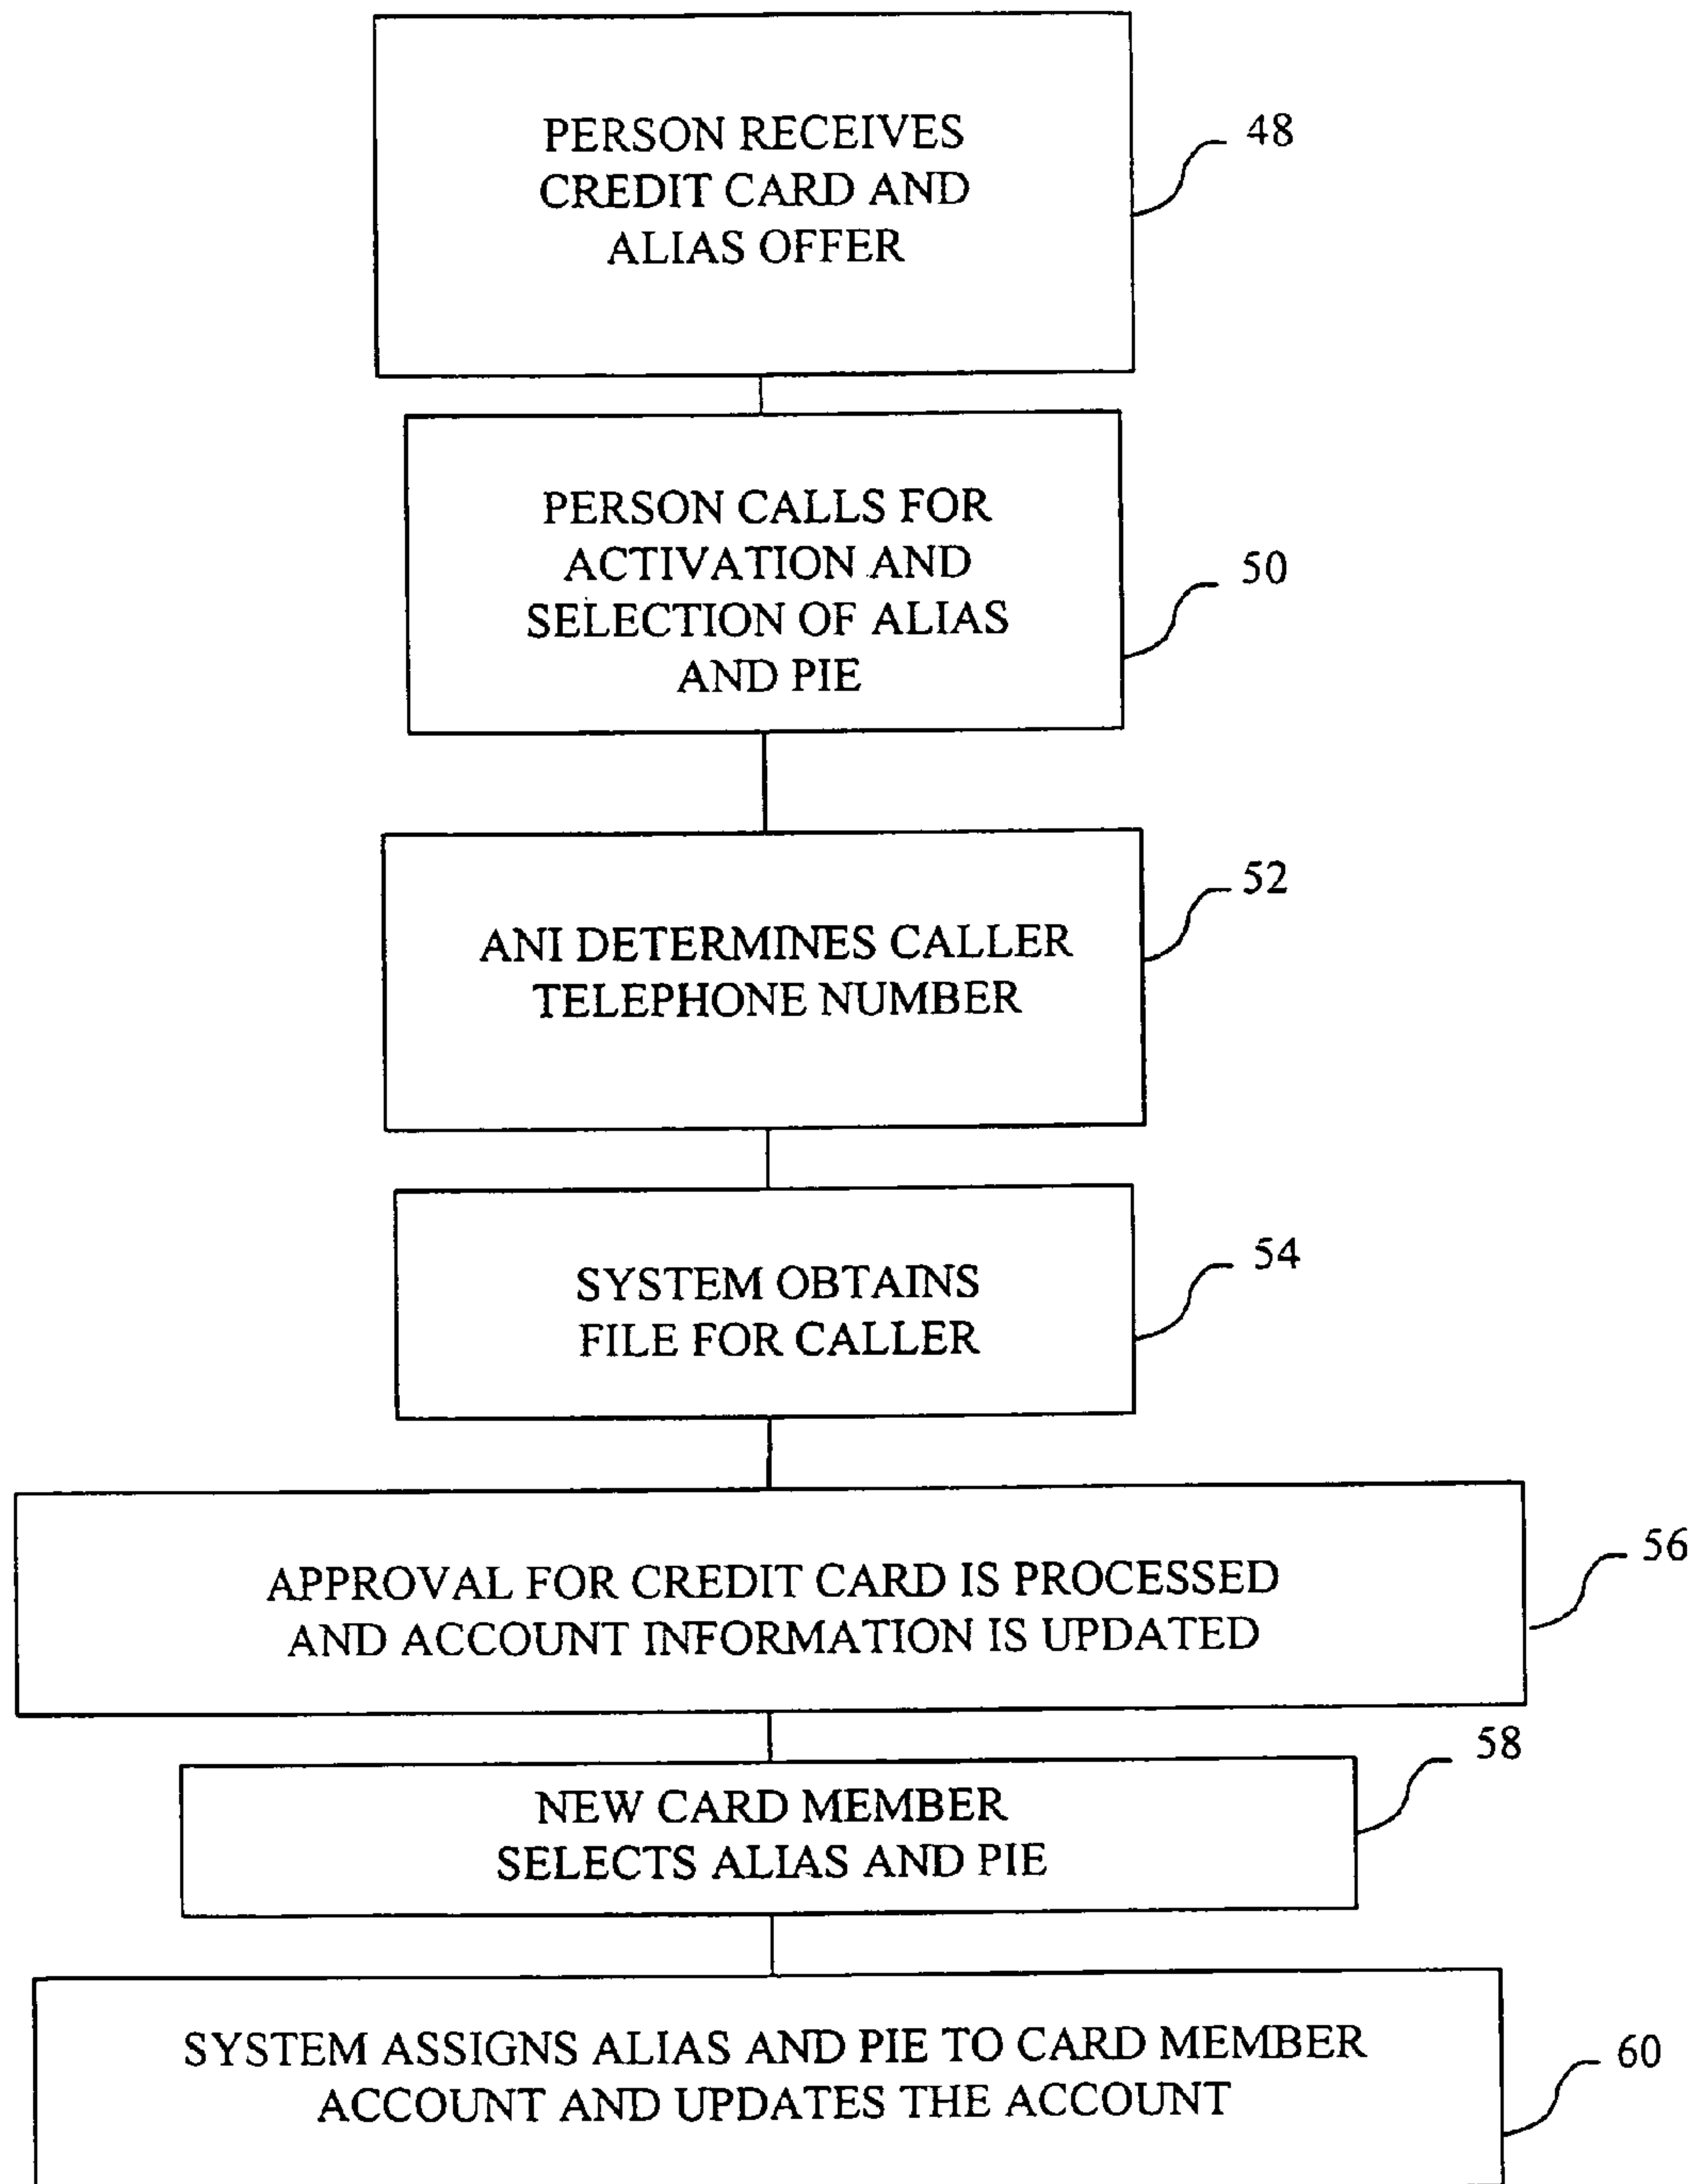 PERSON RECEIVES
CREDIT CARD AND
ALIAS OFFER
48
PERSON CALLS FOR
ACTIVATION AND
SELECTION OF ALIAS
AND PIE
50
ANI DETERMINES CALLER
TELEPHONE NUMBER
52
SYSTEM OBTAINS
FILE FOR CALLER
54
APPROVAL FOR CREDIT CARD IS PROCESSED
AND ACCOUNT INFORMATION IS UPDATED
56
NEW CARD MEMBER
SELECTS ALIAS AND PIE
58
SYSTEM ASSIGNS ALIAS AND PIE TO CARD MEMBER
ACCOUNT AND UPDATES THE ACCOUNT
60